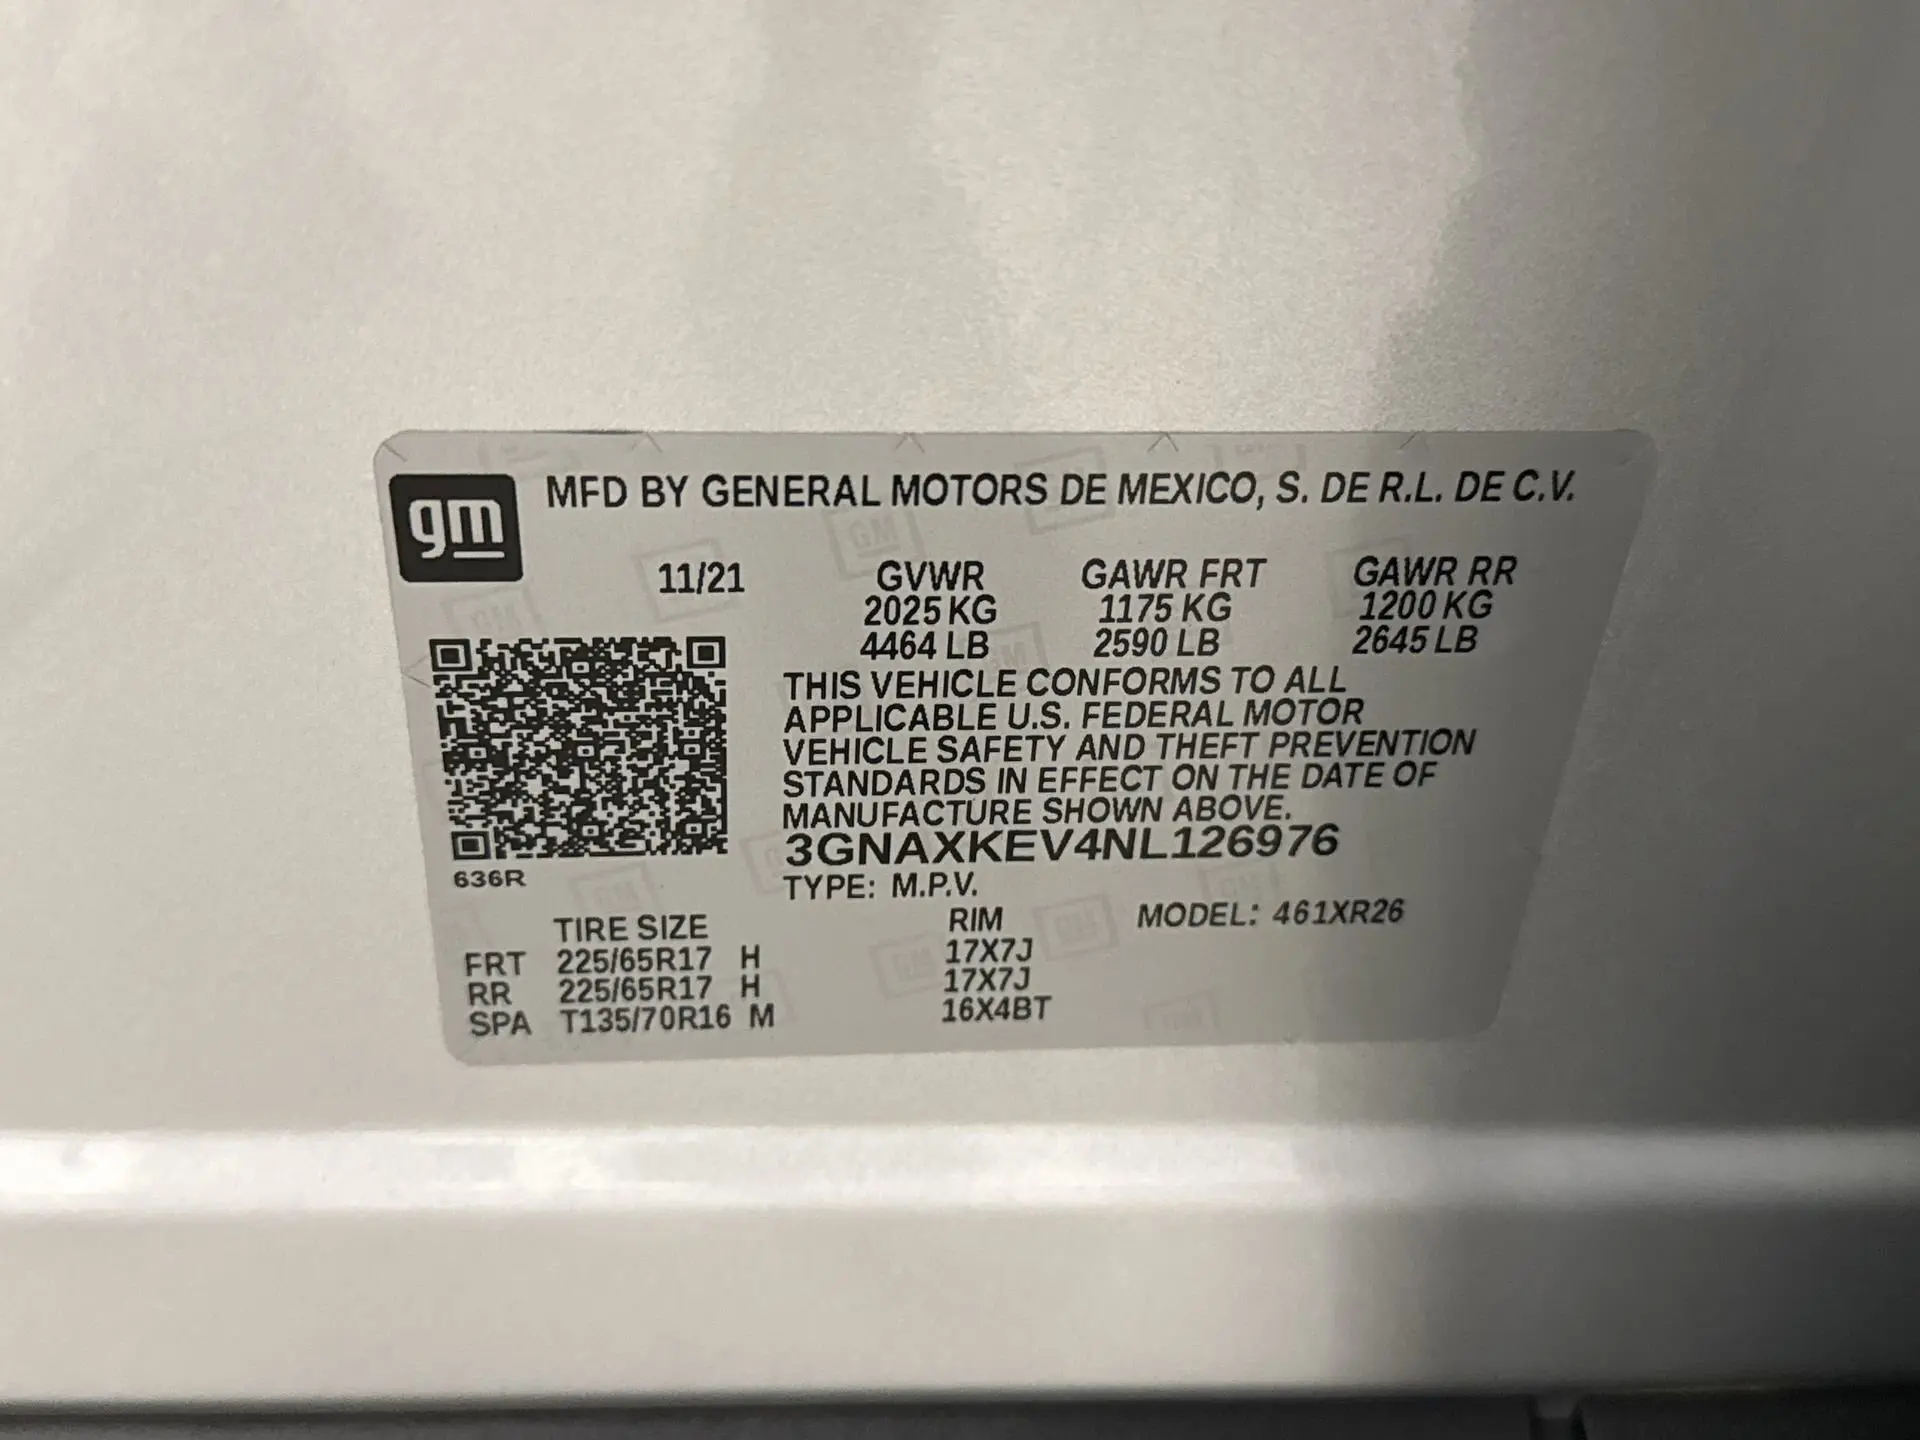 gm MFD BY GENERAL MOTORS DE MEXICO, S. DE R.L. DE C.V.
11/21 GVWR GAWR FRT GAWR RR
2025 KG 1175 KG 1200 KG
4464 LB 2590 LB 2645 LB
THIS VEHICLE CONFORMS TO ALL
APPLICABLE U.S. FEDERAL MOTOR
VEHICLE SAFETY AND THEFT PREVENTION
STANDARDS IN EFFECT ON THE DATE OF
MANUFACTURE SHOWN ABOVE.
3GNAXKEV4NL126976
636R
TYPE: M.P.V.
TIRE SIZE RIM MODEL: 461XR26
FRT 225/65R17 H 17X7J
RR 225/65R17 H 17X7J
SPA T135/70R16 M 16X4BT